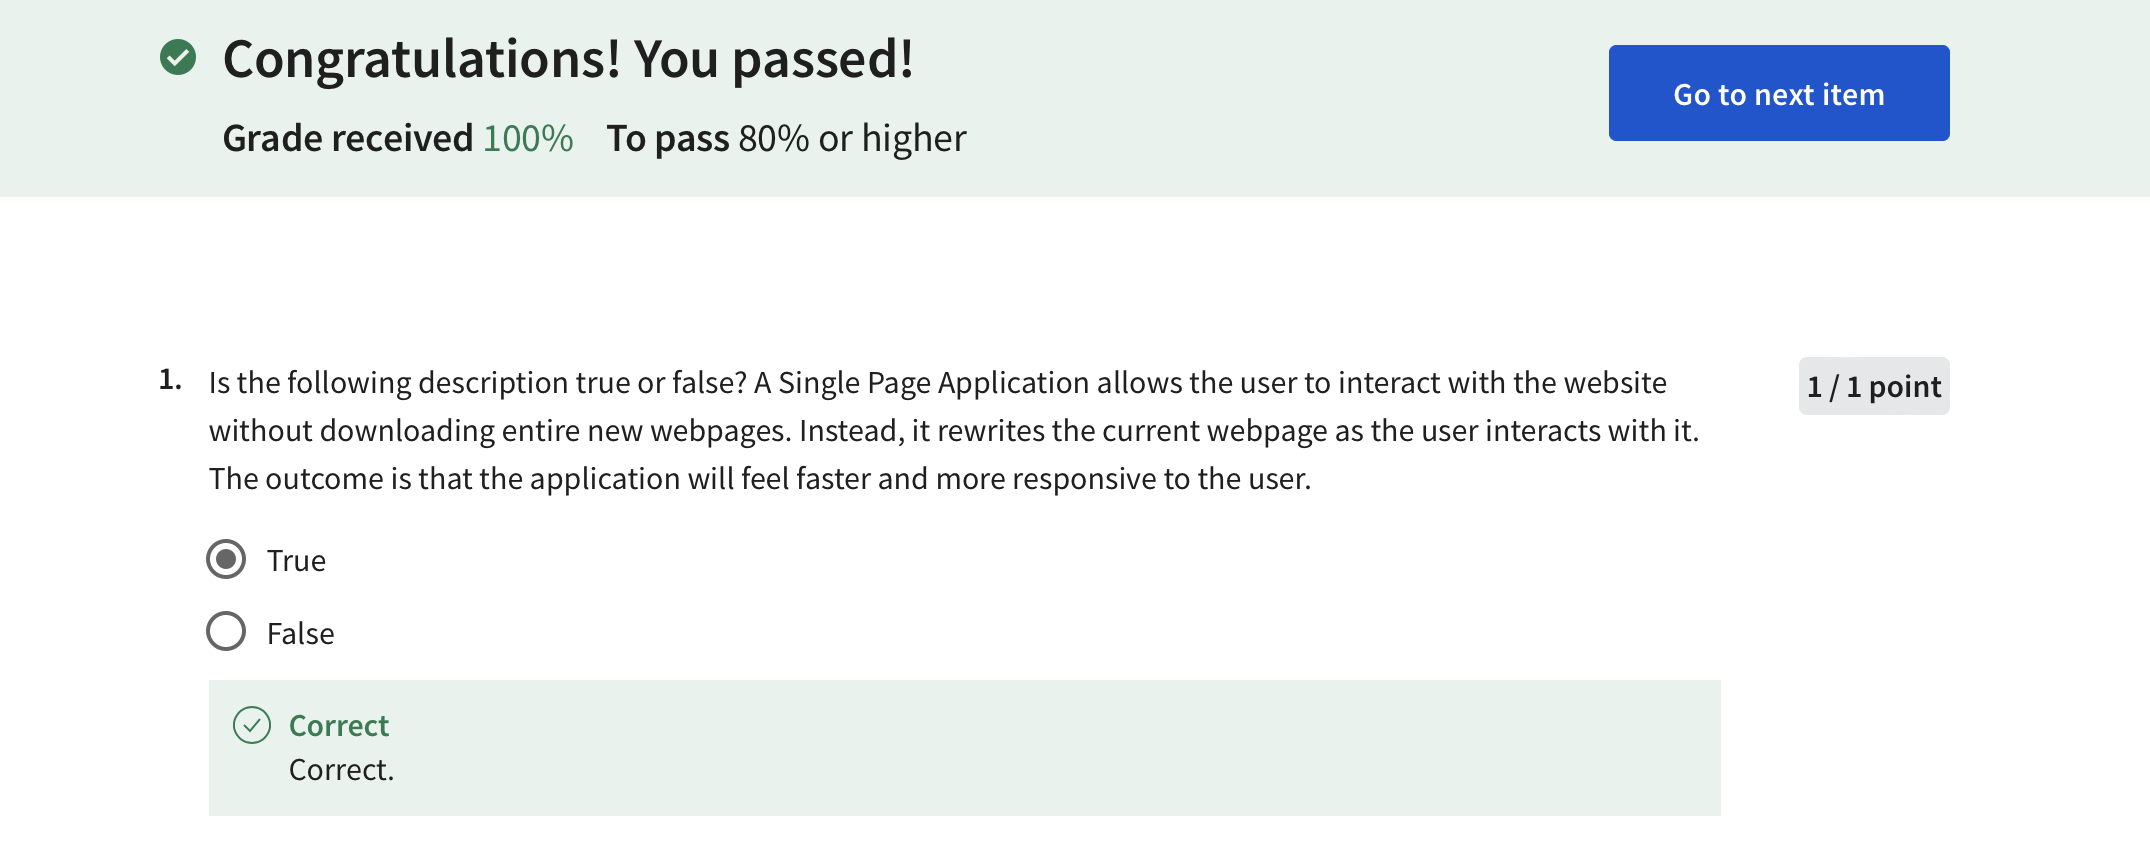 Congratulations! You passed!
Go to next item
Grade received 100% To pass 80% or higher
1. Is the following description true or false? A Single Page Application allows the user to interact with the website
1 / 1 point
without downloading entire new webpages. Instead, it rewrites the current webpage as the user interacts with it.
The outcome is that the application will feel faster and more responsive to the user.
True
False
Correct
Correct.